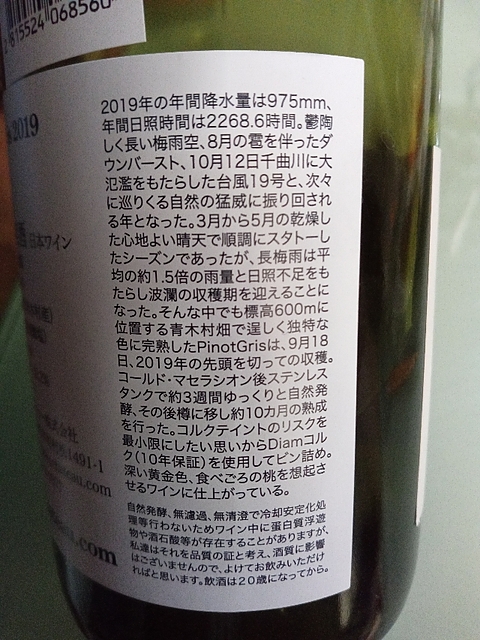 815524 06856
2019
日本ワイン
1491-1
.com
.com
2019年の年間降水量は975mm、
年間日照時間は2268.6時間。鬱陶
しく長い梅雨空、8月の雹を伴ったダ
ウンバースト、10月12日千曲川に大
氾濫をもたらした台風19号と、次々
に巡りくる自然の猛威に振り回され
る年となった。3月から5月の乾燥し
た心地よい晴天で順調にスタトーし
たシーズンであったが、長梅雨は平
均の約1.5倍の雨量と日照不足をも
たらし波瀾の収穫期を迎えることに
なった。そんな中でも標高600mに
位置する青木村畑で逞しく独特な
色に完熟したPinotGrisは、9月18
日、2019年の先頭を切っての収穫。
コールド・マセラシオン後ステンレス
タンクで約3週間ゆっくりと自然発
酵、その後樽に移し約10カ月の熟成
を行った。コルクテイントのリスクを
最小限にしたい思いからDiamコル
ク(10年保証)を使用してビン詰め。
深い黄金色、食べごろの桃を想起さ
せるワインに仕上がっている。
自然発酵、無濾過、無清澄で冷却安定化処
理等行わないためワイン中に蛋白質浮遊
物や酒石酸等が存在することがありますが、
私達はそれを品質の証と考え、酒質に影響
はございませんので、よけてお飲みいただけ
ればと思います。飲酒は20歳になってから。